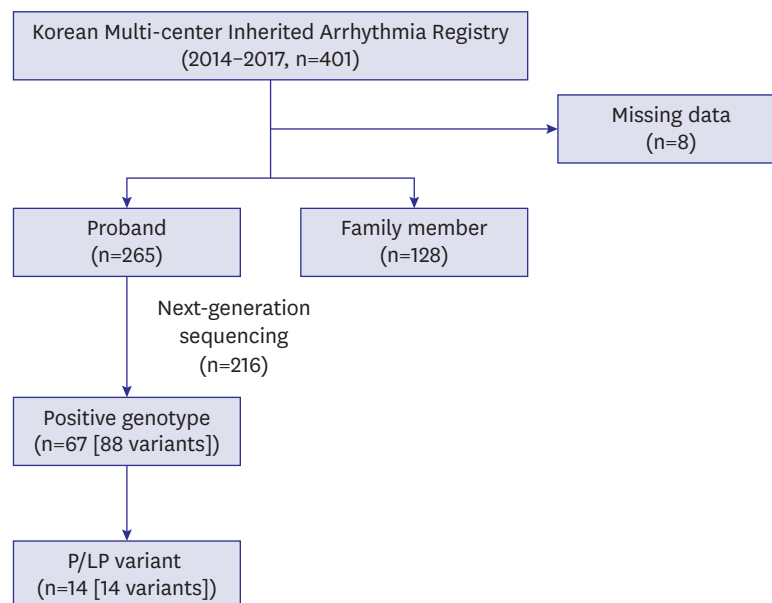 Korean Multi-center Inherited Arrhythmia Registry
(2014–2017, n=401)
Missing data
(n=8)
Proband
(n=265)
Family member
(n=128)
Next-generation
sequencing
(n=216)
Positive genotype
(n=67 [88 variants])
P/LP variant
(n=14 [14 variants])